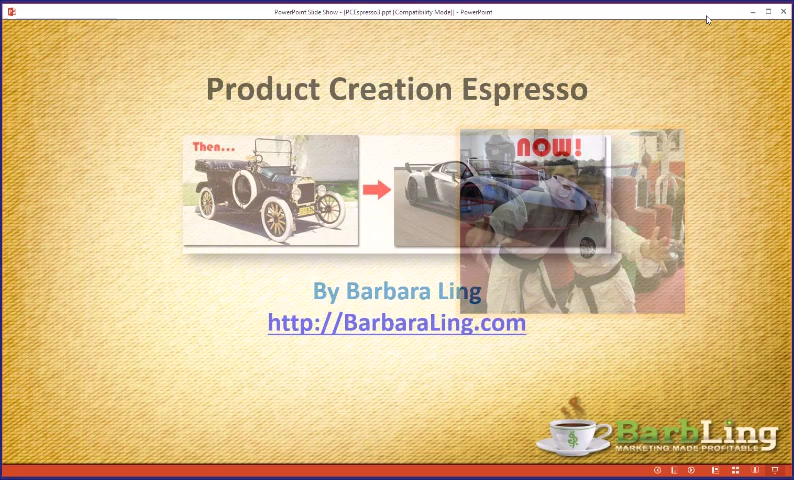 PowerPoint Slide Show - [PCEspresso3.ppt [Compatibility Mode]] - PowerPoint
Product Creation Espresso
Then...
NOW!
By Barbara Ling
http://BarbaraLing.com
BarbLing
MARKETING MADE PROFITABLE